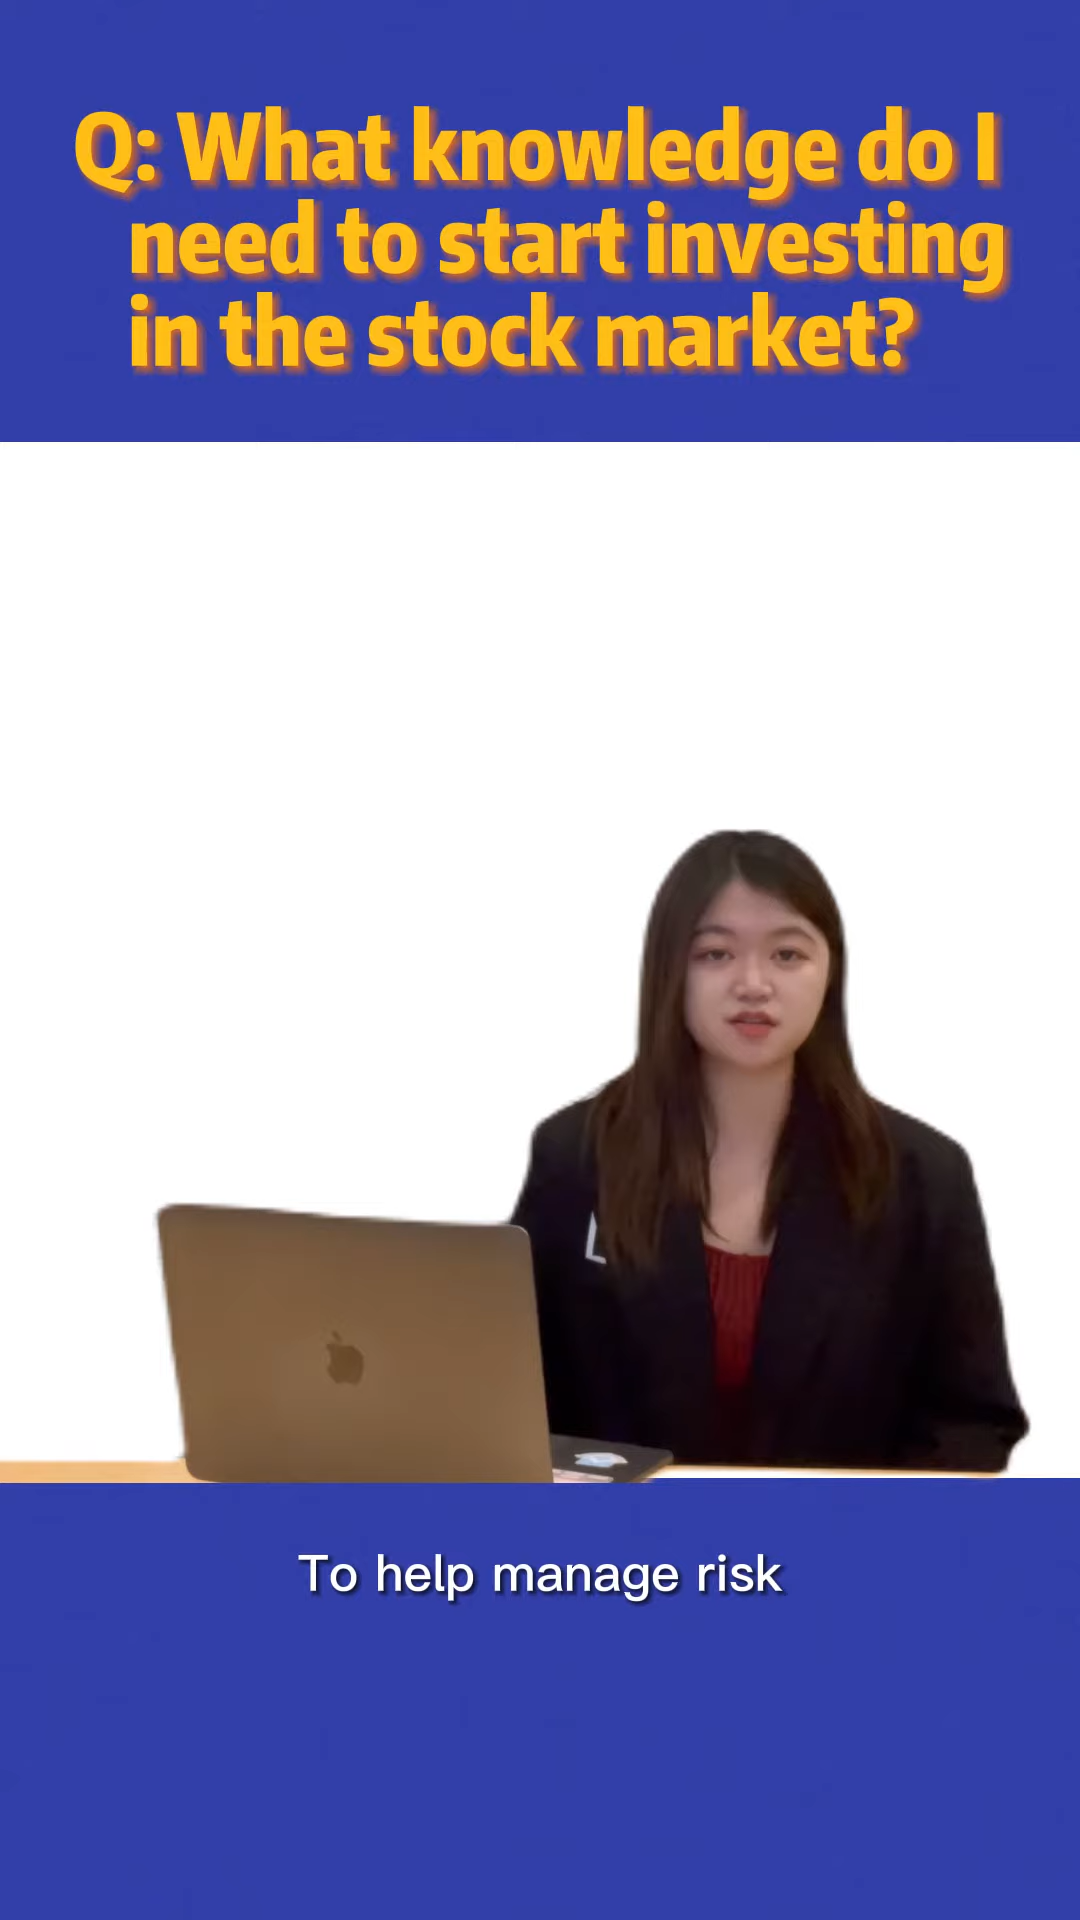 Q: What knowledge do I
need to start investing
in the stock market?
To help manage risk